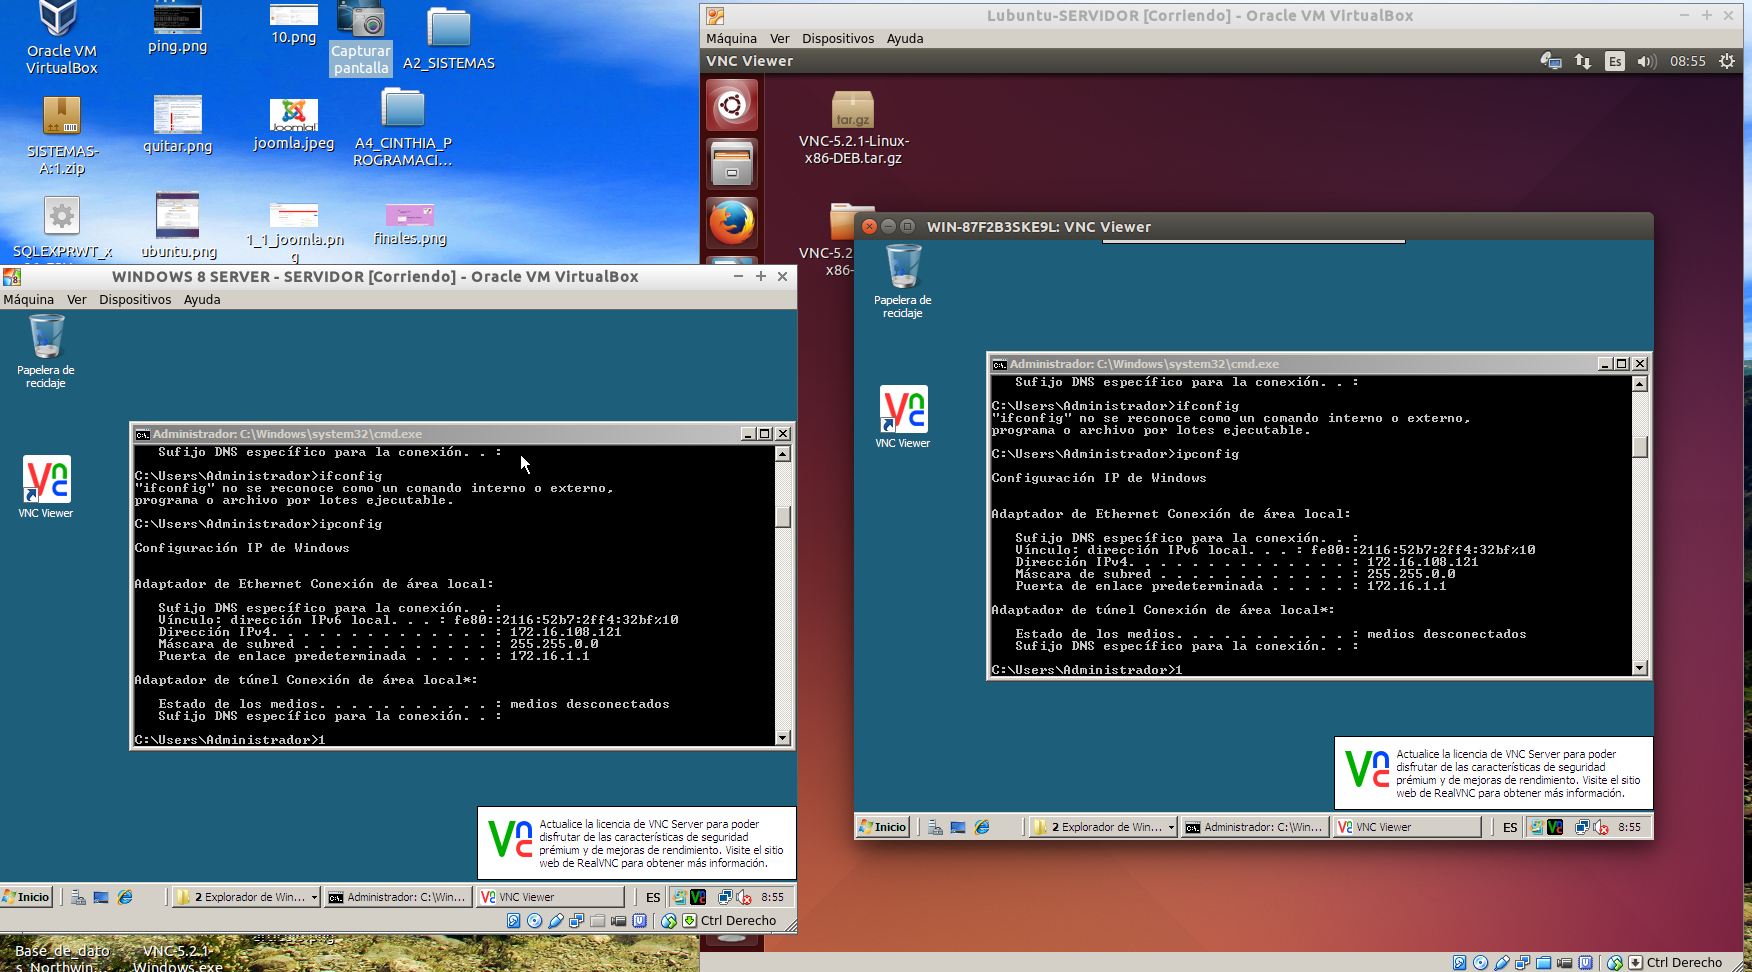 Oracle VM
VirtualBox
ping.png
10.png
Capturar
pantalla
A2_SISTEMAS
SISTEMAS-
A:1.zip
quitar.png
joomla.jpeg
Joomla!
A4_CINTHIA_P
ROGRAMACI...
SQLEXPRWT_x
ubuntu.png
1_1_joomla.pn
g
finales.png
WINDOWS 8 SERVER - SERVIDOR [Corriendo] - Oracle VM VirtualBox
Máquina Ver Dispositivos Ayuda
Papelera de
reciclaje
VNC Viewer
Administrador: C:\Windows\system32\cmd.exe
Sufijo DNS específico para la conexión. . :
C:\Users\Administrador>ifconfig
"ifconfig" no se reconoce como un comando interno o externo,
programa o archivo por lotes ejecutable.
C:\Users\Administrador>ipconfig
Configuración IP de Windows
Adaptador de Ethernet Conexión de área local:
Sufijo DNS específico para la conexión. . :
Vínculo: dirección IPv6 local. . . : fe80::2116:52b7:2ff4:32bf%10
Dirección IPv4. . . . . . . . . . . . . . : 172.16.108.121
Máscara de subred . . . . . . . . . . . . : 255.255.0.0
Puerta de enlace predeterminada . . . . . : 172.16.1.1
Adaptador de túnel Conexión de área local*:
Estado de los medios. . . . . . . . . . . : medios desconectados
Sufijo DNS específico para la conexión. . :
C:\Users\Administrador>1
Actualice la licencia de VNC Server para poder
disfrutar de las características de seguridad
prémium y de mejoras de rendimiento. Visite el sitio
web de RealVNC para obtener más información.
Inicio
2 Explorador de Win...
Administrador: C:\Win...
VNC Viewer
ES
8:55
Ctrl Derecho
Base_de_dato
s_Northwin
VNC-5.2.1-
Windows.exe
Lubuntu-SERVIDOR [Corriendo] - Oracle VM VirtualBox
Máquina Ver Dispositivos Ayuda
VNC Viewer
Es
08:55
tar.gz
VNC-5.2.1-Linux-
x86-DEB.tar.gz
VNC-5.2
x86-
WIN-87F2B3SKE9L: VNC Viewer
Papelera de
reciclaje
VNC Viewer
Administrador: C:\Windows\system32\cmd.exe
Sufijo DNS específico para la conexión. . :
C:\Users\Administrador>ifconfig
"ifconfig" no se reconoce como un comando interno o externo,
programa o archivo por lotes ejecutable.
C:\Users\Administrador>ipconfig
Configuración IP de Windows
Adaptador de Ethernet Conexión de área local:
Sufijo DNS específico para la conexión. . :
Vínculo: dirección IPv6 local. . . : fe80::2116:52b7:2ff4:32bf%10
Dirección IPv4. . . . . . . . . . . . . . : 172.16.108.121
Máscara de subred . . . . . . . . . . . . : 255.255.0.0
Puerta de enlace predeterminada . . . . . : 172.16.1.1
Adaptador de túnel Conexión de área local*:
Estado de los medios. . . . . . . . . . . : medios desconectados
Sufijo DNS específico para la conexión. . :
C:\Users\Administrador>1
Actualice la licencia de VNC Server para poder
disfrutar de las características de seguridad
prémium y de mejoras de rendimiento. Visite el sitio
web de RealVNC para obtener más información.
Inicio
2 Explorador de Win...
Administrador: C:\Win...
VNC Viewer
ES
8:55
Ctrl Derecho